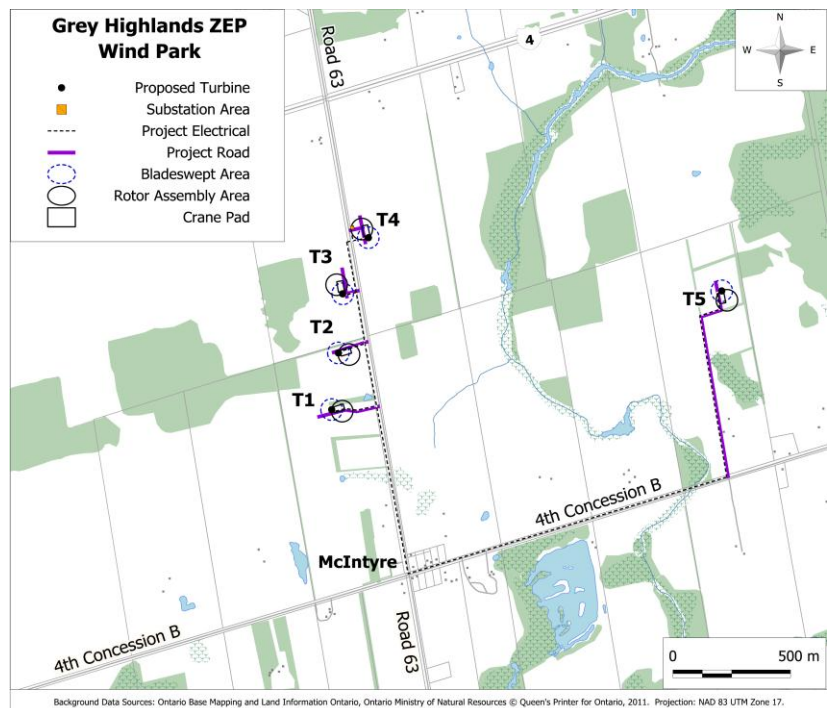 Grey Highlands ZEP
Wind Park
Proposed Turbine
Substation Area
Project Electrical
Project Road
Bladeswept Area
Rotor Assembly Area
Crane Pad
Road 63
4
N
W E
S
T4
T3
T5
T2
T1
4th Concession B
McIntyre
Road 63
4th Concession B
0 500 m
Background Data Sources: Ontario Base Mapping and Land Information Ontario, Ontario Ministry of Natural Resources © Queen's Printer for Ontario, 2011. Projection: NAD 83 UTM Zone 17.